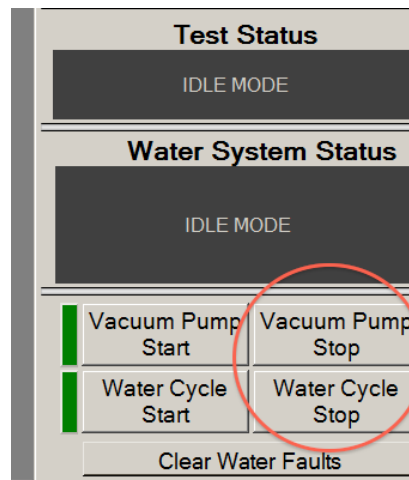 Test Status
IDLE MODE
Water System Status
IDLE MODE
Vacuum Pump
Start
Vacuum Pump
Stop
Water Cycle
Start
Water Cycle
Stop
Clear Water Faults